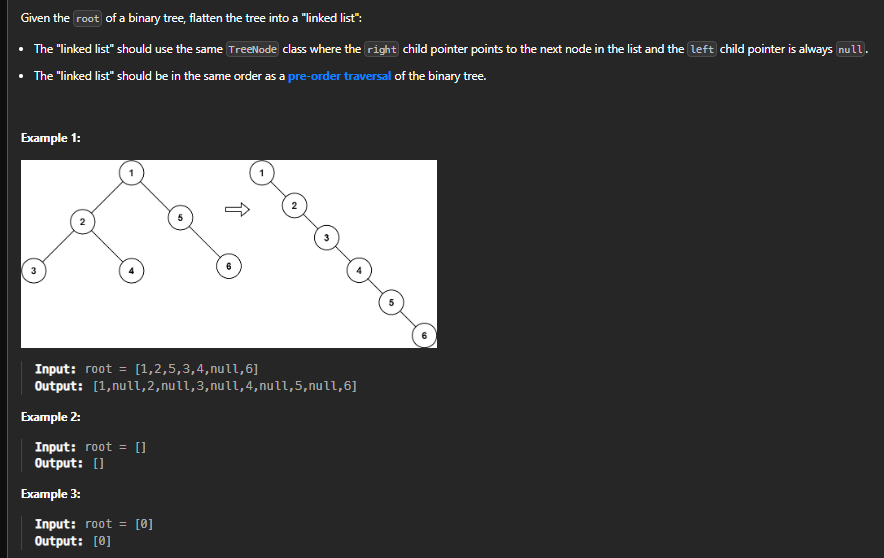 Given the root of a binary tree, flatten the tree into a "linked list":
• The "linked list" should use the same TreeNode class where the right child pointer points to the next node in the list and the left child pointer is always null.
• The "linked list" should be in the same order as a pre-order traversal of the binary tree.
Example 1:
1 1
2 5 2
3 4 6 3
4
5
6
Input: root = [1,2,5,3,4,null,6]
Output: [1,null,2,null,3,null,4,null,5,null,6]
Example 2:
Input: root = []
Output: []
Example 3:
Input: root = [0]
Output: [0]